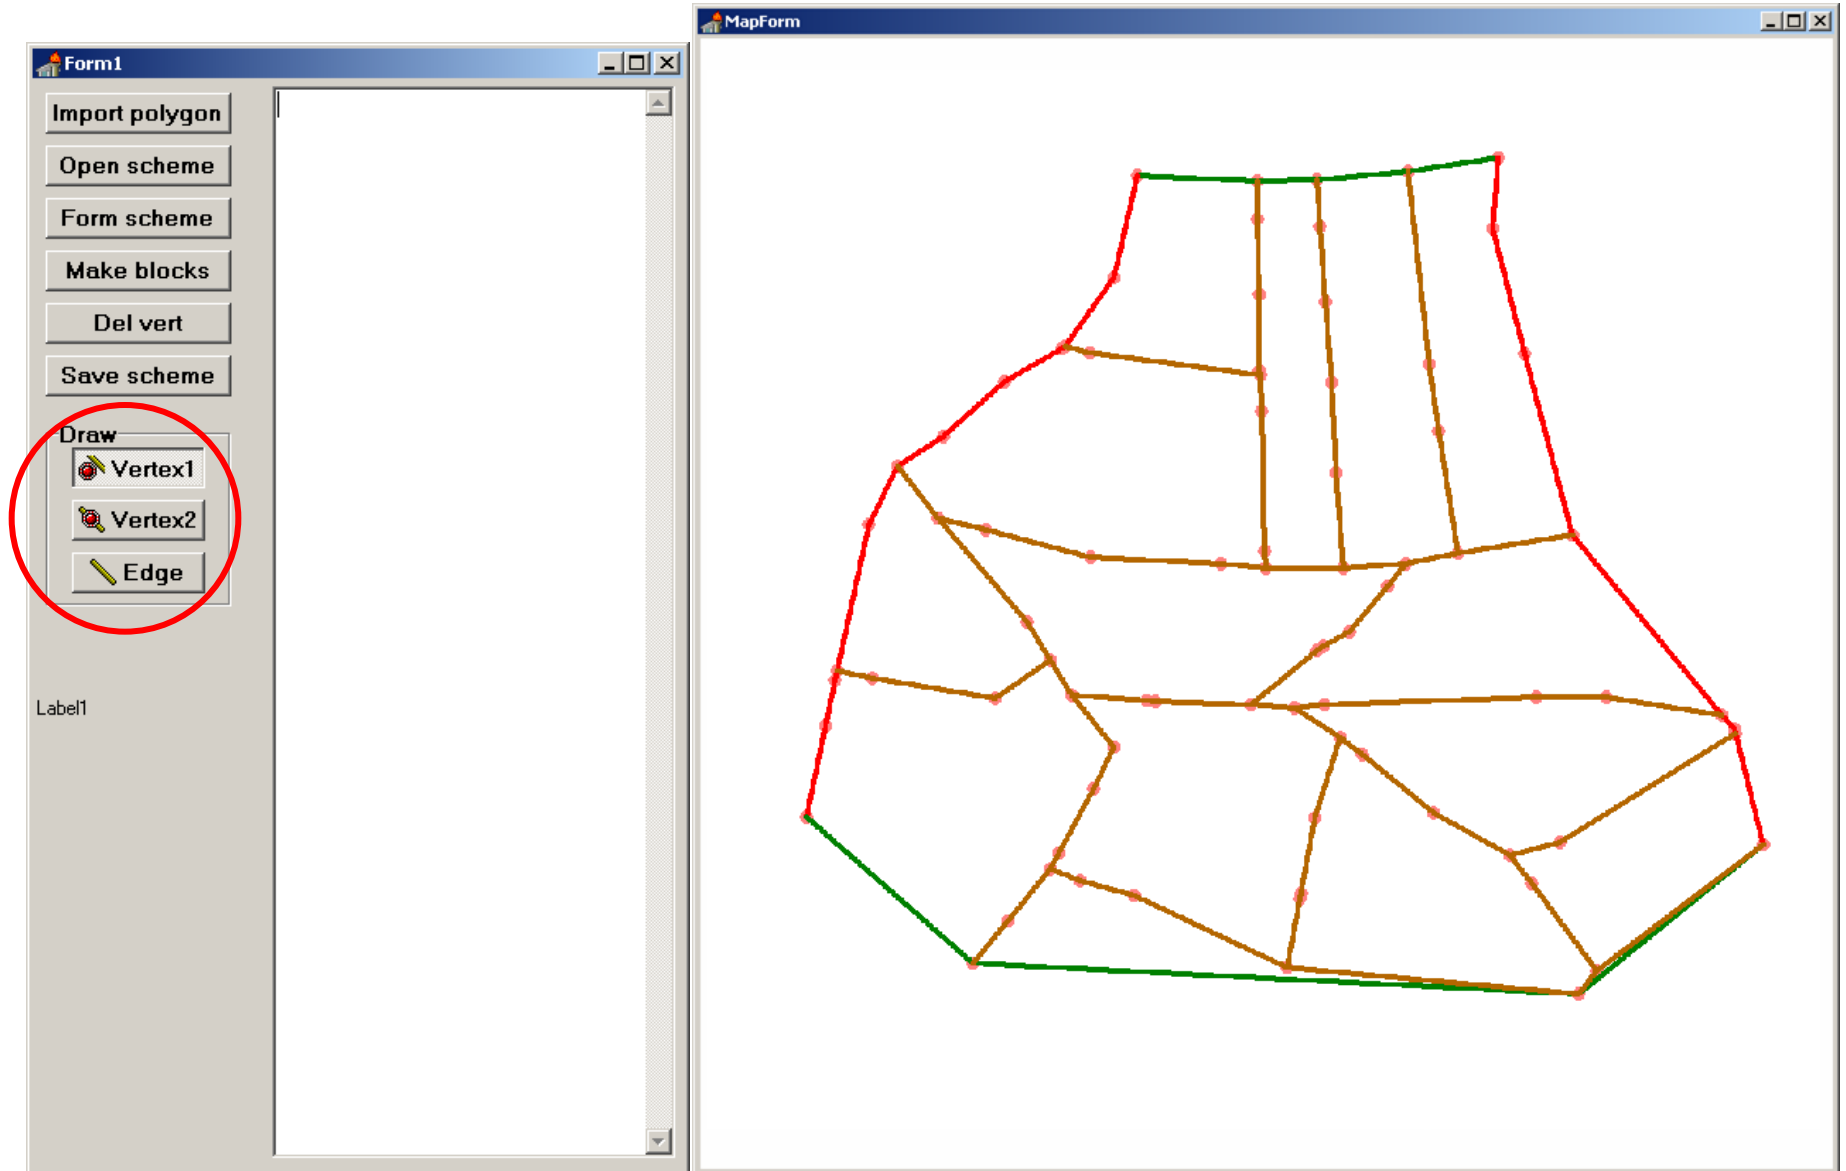 Form1
Import polygon
Open scheme
Form scheme
Make blocks
Del vert
Save scheme
Draw
Vertex1
Vertex2
Edge
Label1
MapForm